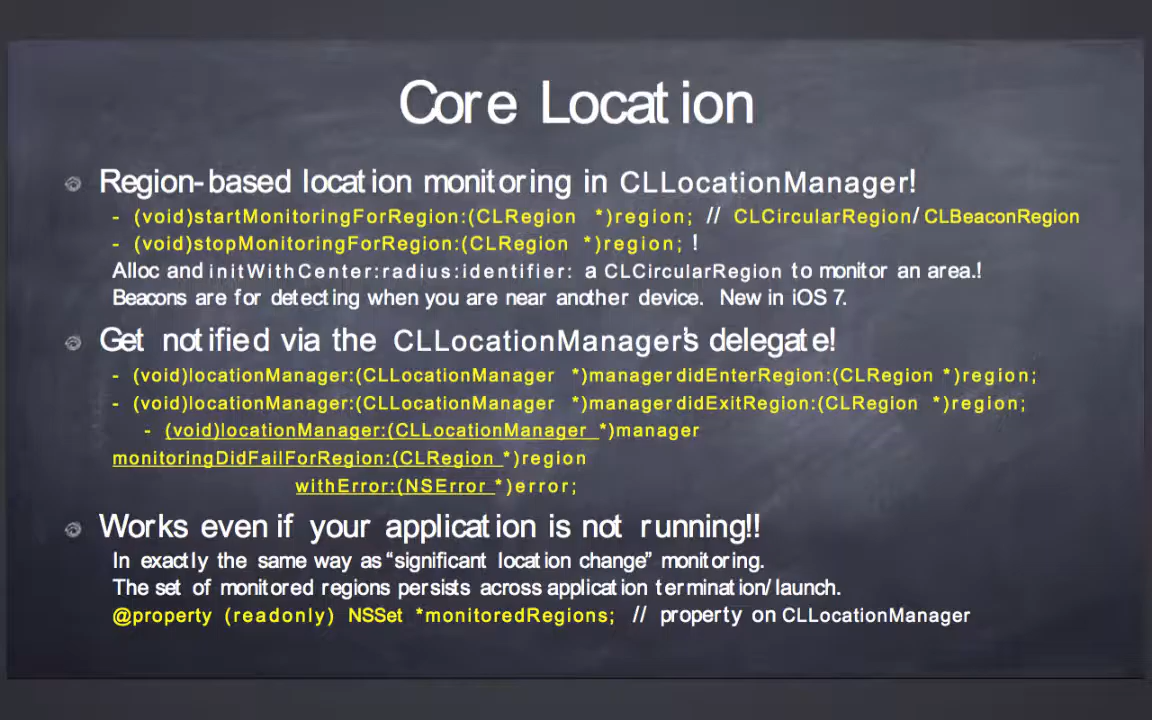 Core Location
Region-based location monitoring in CLLocationManager!
- (void)startMonitoringForRegion:(CLRegion *)region; // CLCircularRegion/CLBeaconRegion
- (void)stopMonitoringForRegion:(CLRegion *)region; !
Alloc and initWithCenter:radius:identifier: a CLCircularRegion to monitor an area.!
Beacons are for detecting when you are near another device. New in iOS 7.
Get notified via the CLLocationManager's delegate!
- (void)locationManager:(CLLocationManager *)manager didEnterRegion:(CLRegion *)region;
- (void)locationManager:(CLLocationManager *)manager didExitRegion:(CLRegion *)region;
- (void)locationManager:(CLLocationManager *)manager
monitoringDidFailForRegion:(CLRegion *)region
withError:(NSError *)error;
Works even if your application is not running!!
In exactly the same way as “significant location change” monitoring.
The set of monitored regions persists across application termination/launch.
@property (readonly) NSSet *monitoredRegions; // property on CLLocationManager